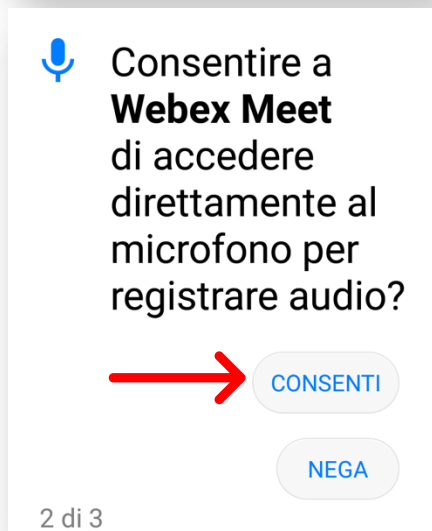 Consentire a
Webex Meet
di accedere
direttamente al
microfono per
registrare audio?
CONSENTI
NEGA
2 di 3